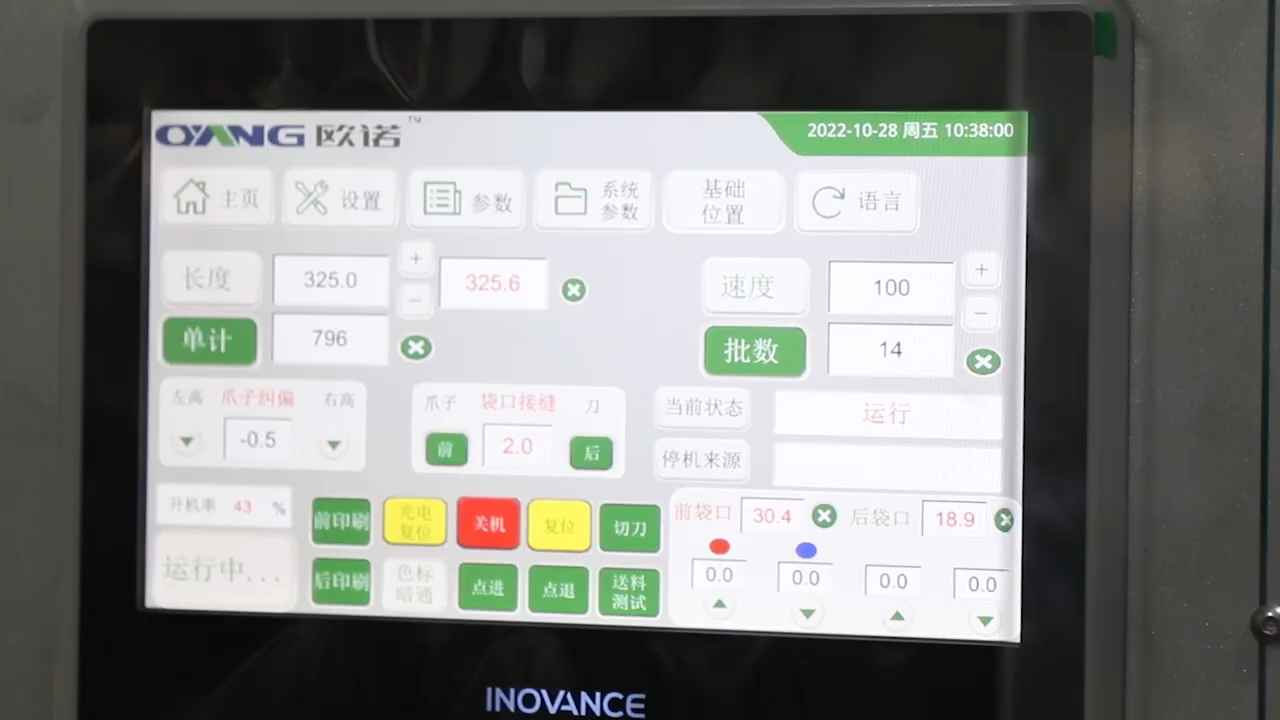 OYANG 欧诺 TM
2022-10-28 周五 10:38:00
主页
设置
参数
系统
参数
基础
位置
语言
长度
325.0
+
-
325.6
速度
100
+
-
单计
796
批数
14
左高
爪子纠偏
右高
-0.5
爪子
袋口接缝
刀
前
2.0
后
当前状态
运行
停机来源
开机率 43 %
前印刷
光电
复位
关机
复位
切刀
前袋口
30.4
后袋口
18.9
运行中...
后印刷
色标
暗通
点进
点退
送料
测试
0.0
0.0
0.0
0.0
INOVANCE